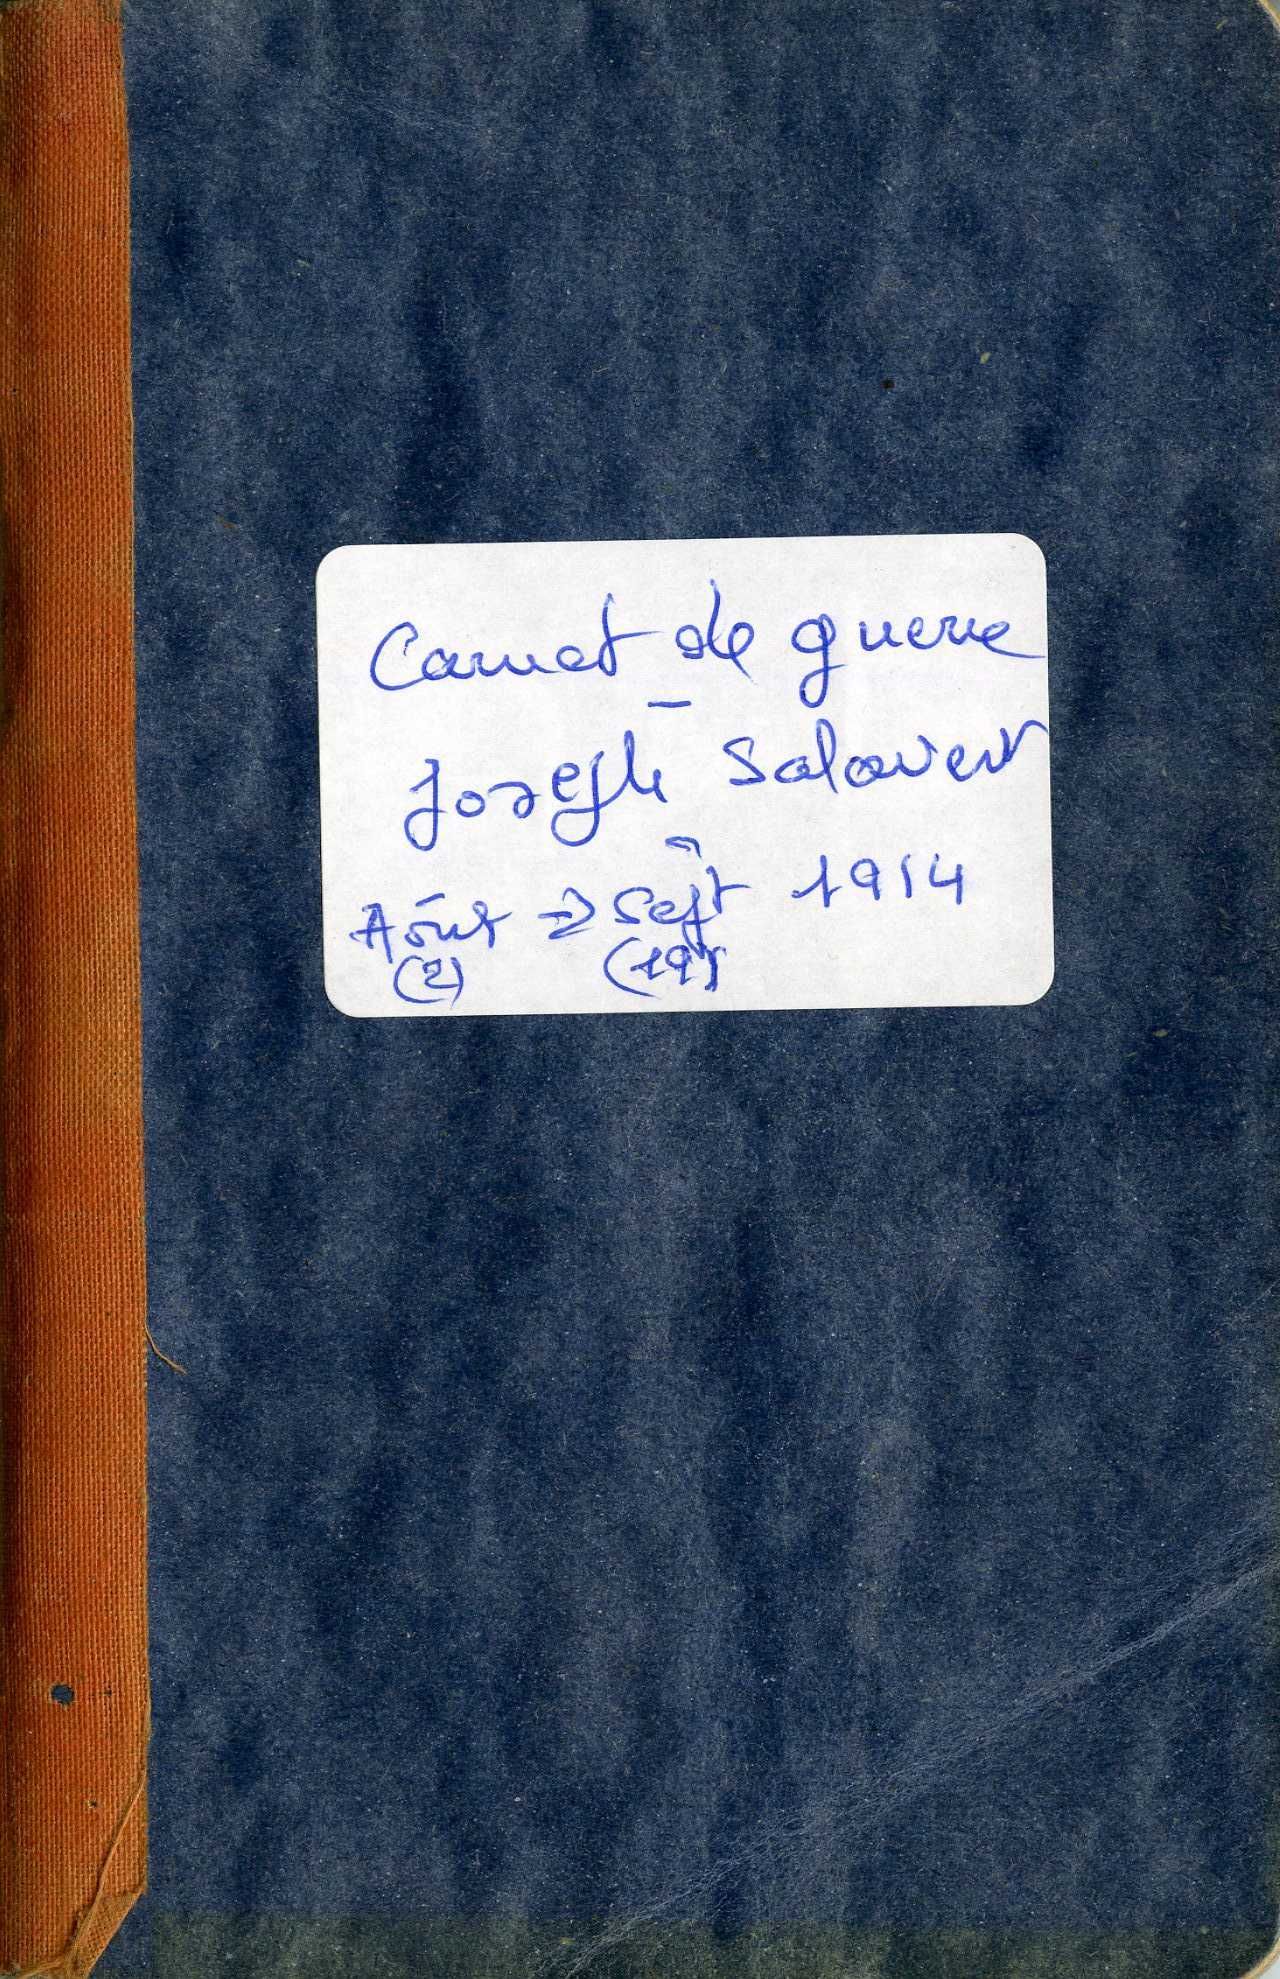 Carnet de guerre
–
Joseph Salavert
Août => Sept 1914
(2) (19)